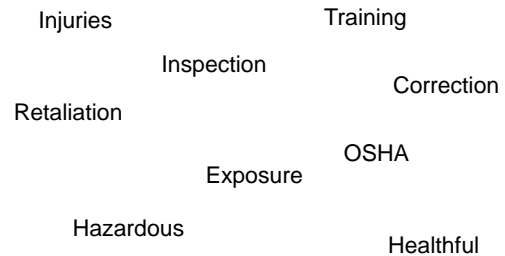 Injuries
Training
Inspection
Correction
Retaliation
OSHA
Exposure
Hazardous
Healthful